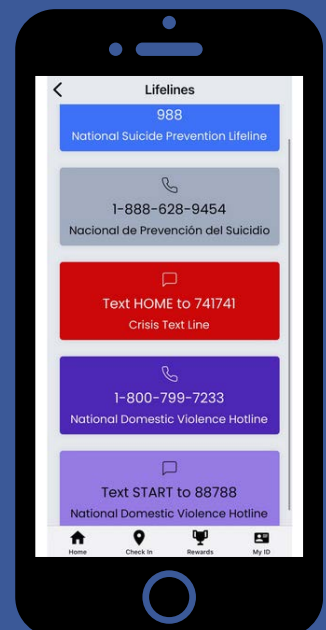 Lifelines
988
National Suicide Prevention Lifeline
1-888-628-9454
Nacional de Prevención del Suicidio
Text HOME to 741741
Crisis Text Line
1-800-799-7233
National Domestic Violence Hotline
Text START to 88788
National Domestic Violence Hotline
Home Check In Rewards My ID